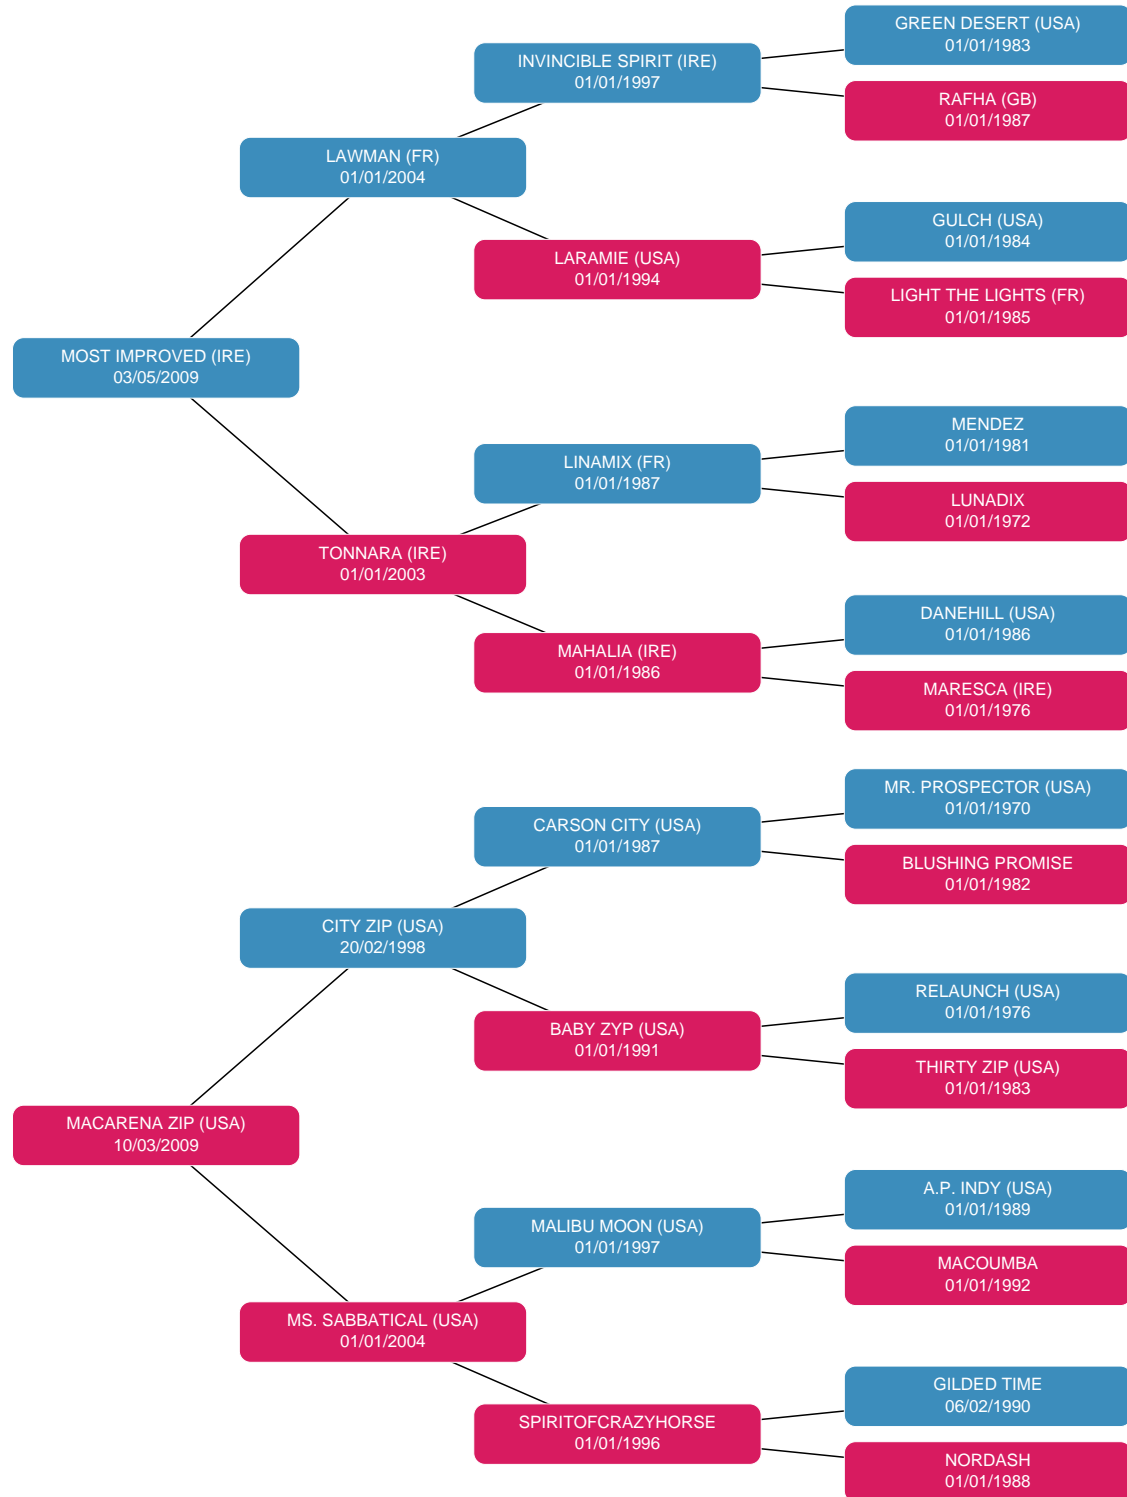 GREEN DESERT (USA)
01/01/1983
INVINCIBLE SPIRIT (IRE)
01/01/1997
RAFHA (GB)
01/01/1987
LAWMAN (FR)
01/01/2004
GULCH (USA)
01/01/1984
LARAMIE (USA)
01/01/1994
LIGHT THE LIGHTS (FR)
01/01/1985
MOST IMPROVED (IRE)
03/05/2009
MENDEZ
01/01/1981
LINAMIX (FR)
01/01/1987
LUNADIX
01/01/1972
TONNARA (IRE)
01/01/2003
DANEHILL (USA)
01/01/1986
MAHALIA (IRE)
01/01/1986
MARESCA (IRE)
01/01/1976
MR. PROSPECTOR (USA)
01/01/1970
CARSON CITY (USA)
01/01/1987
BLUSHING PROMISE
01/01/1982
CITY ZIP (USA)
20/02/1998
RELAUNCH (USA)
01/01/1976
BABY ZYP (USA)
01/01/1991
THIRTY ZIP (USA)
01/01/1983
MACARENA ZIP (USA)
10/03/2009
A.P. INDY (USA)
01/01/1989
MALIBU MOON (USA)
01/01/1997
MACOUMBA
01/01/1992
MS. SABBATICAL (USA)
01/01/2004
GILDED TIME
06/02/1990
SPIRITOFCRAZYHORSE
01/01/1996
NORDASH
01/01/1988